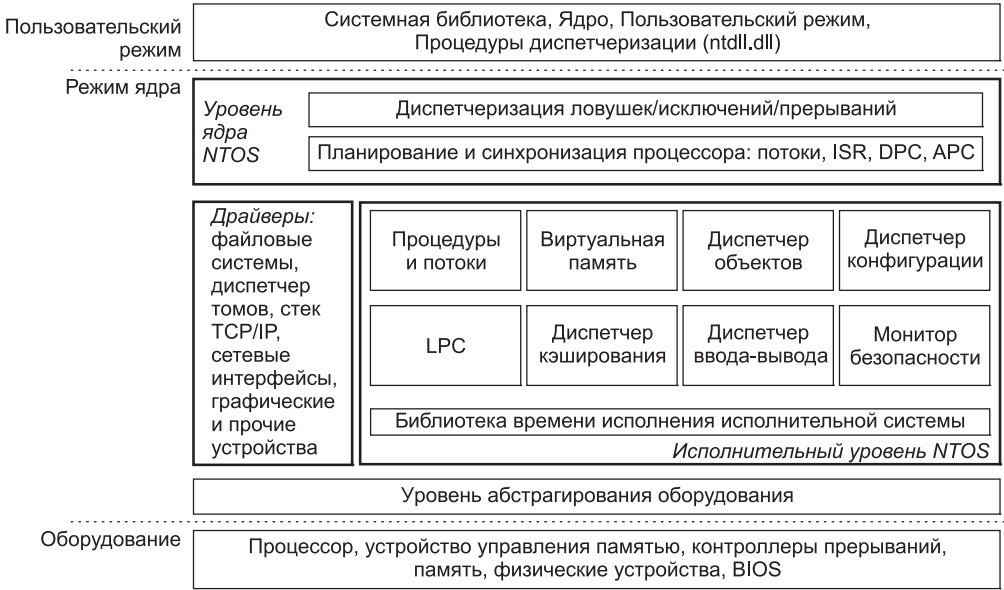 Пользовательский
режим
Системная библиотека, Ядро, Пользовательский режим,
Процедуры диспетчеризации (ntdll.dll)
Режим ядра
Уровень
ядра
NTOS
Диспетчеризация ловушек/исключений/прерываний
Планирование и синхронизация процессора: потоки, ISR, DPC, APC
Драйверы:
файловые
системы,
диспетчер
томов, стек
TCP/IP,
сетевые
интерфейсы,
графические
и прочие
устройства
Процедуры
и потоки
Виртуальная
память
Диспетчер
объектов
Диспетчер
конфигурации
LPC
Диспетчер
кэширования
Диспетчер
ввода-вывода
Монитор
безопасности
Библиотека времени исполнения исполнительной системы
Исполнительный уровень NTOS
Уровень абстрагирования оборудования
Оборудование
Процессор, устройство управления памятью, контроллеры прерываний,
память, физические устройства, BIOS